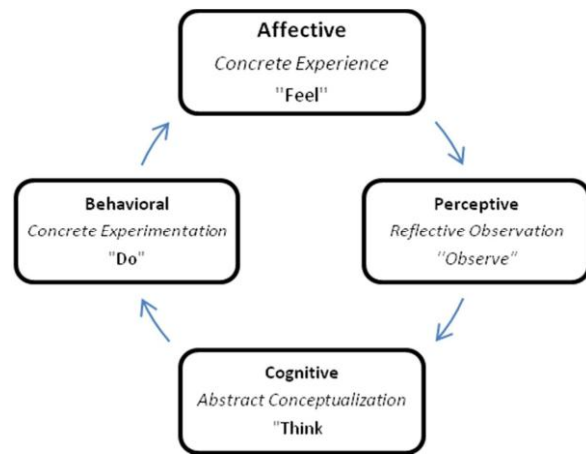 Affective
Concrete Experience
"Feel"
Behavioral
Concrete Experimentation
"Do"
Perceptive
Reflective Observation
"Observe"
Cognitive
Abstract Conceptualization
"Think